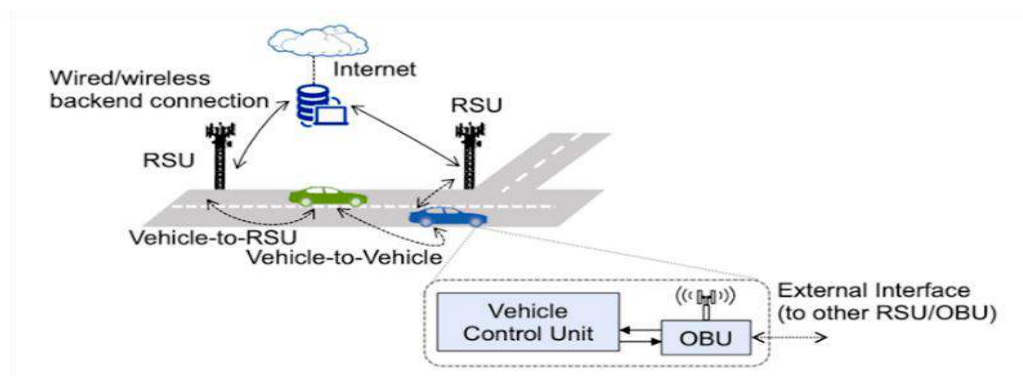 Internet
Wired/wireless
backend connection
RSU
RSU
Vehicle-to-RSU
Vehicle-to-Vehicle
Vehicle
Control Unit
OBU
External Interface
(to other RSU/OBU)